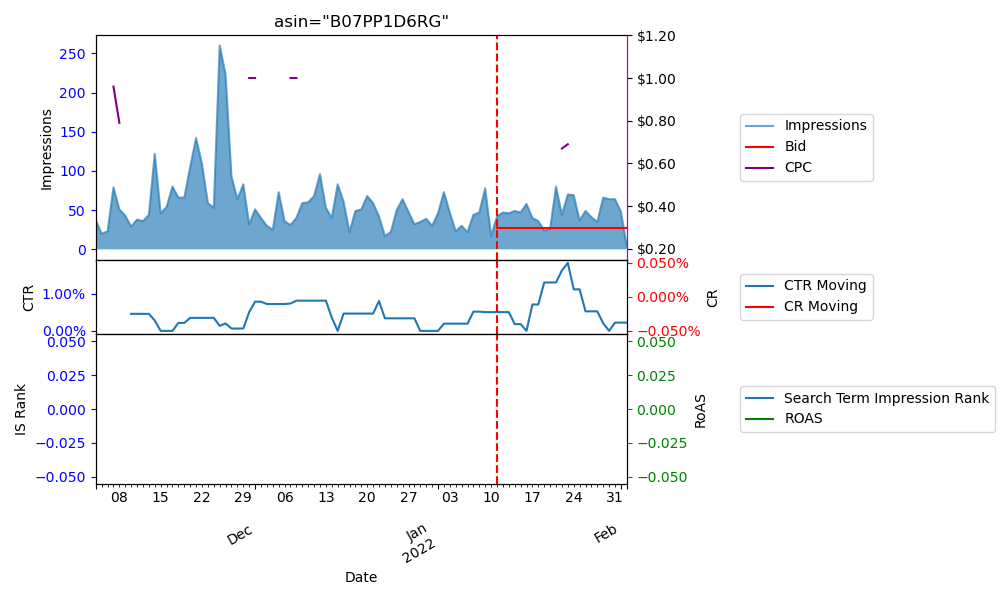 asin="B07PP1D6RG"
250
200
150
100
50
0
Impressions
$1.20
$1.00
$0.80
$0.60
$0.40
$0.20
Impressions
Bid
CPC
1.00%
0.00%
CTR
0.050%
0.000%
−0.050%
CR
CTR Moving
CR Moving
0.050
0.025
0.000
−0.025
−0.050
IS Rank
0.050
0.025
0.000
−0.025
−0.050
RoAS
Search Term Impression Rank
ROAS
08 15 22 29 06 13 20 27 03 10 17 24 31
Dec
Jan
2022
Feb
Date